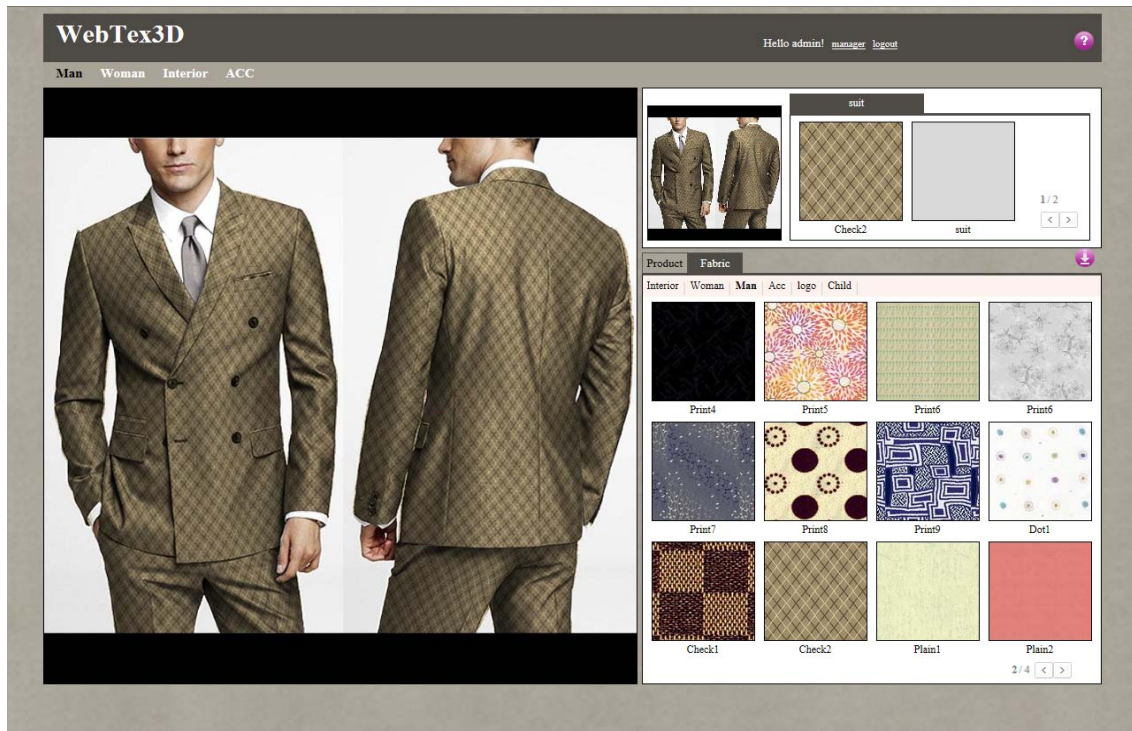 WebTex3D
Hello admin! manager logout
?
Man Woman Interior ACC
suit
Check2 suit
1 / 2
< >
Product Fabric
Interior Woman Man Acc logo Child
Print4 Print5 Print6 Print6
Print7 Print8 Print9 Dot1
Check1 Check2 Plain1 Plain2
2 / 4 < >